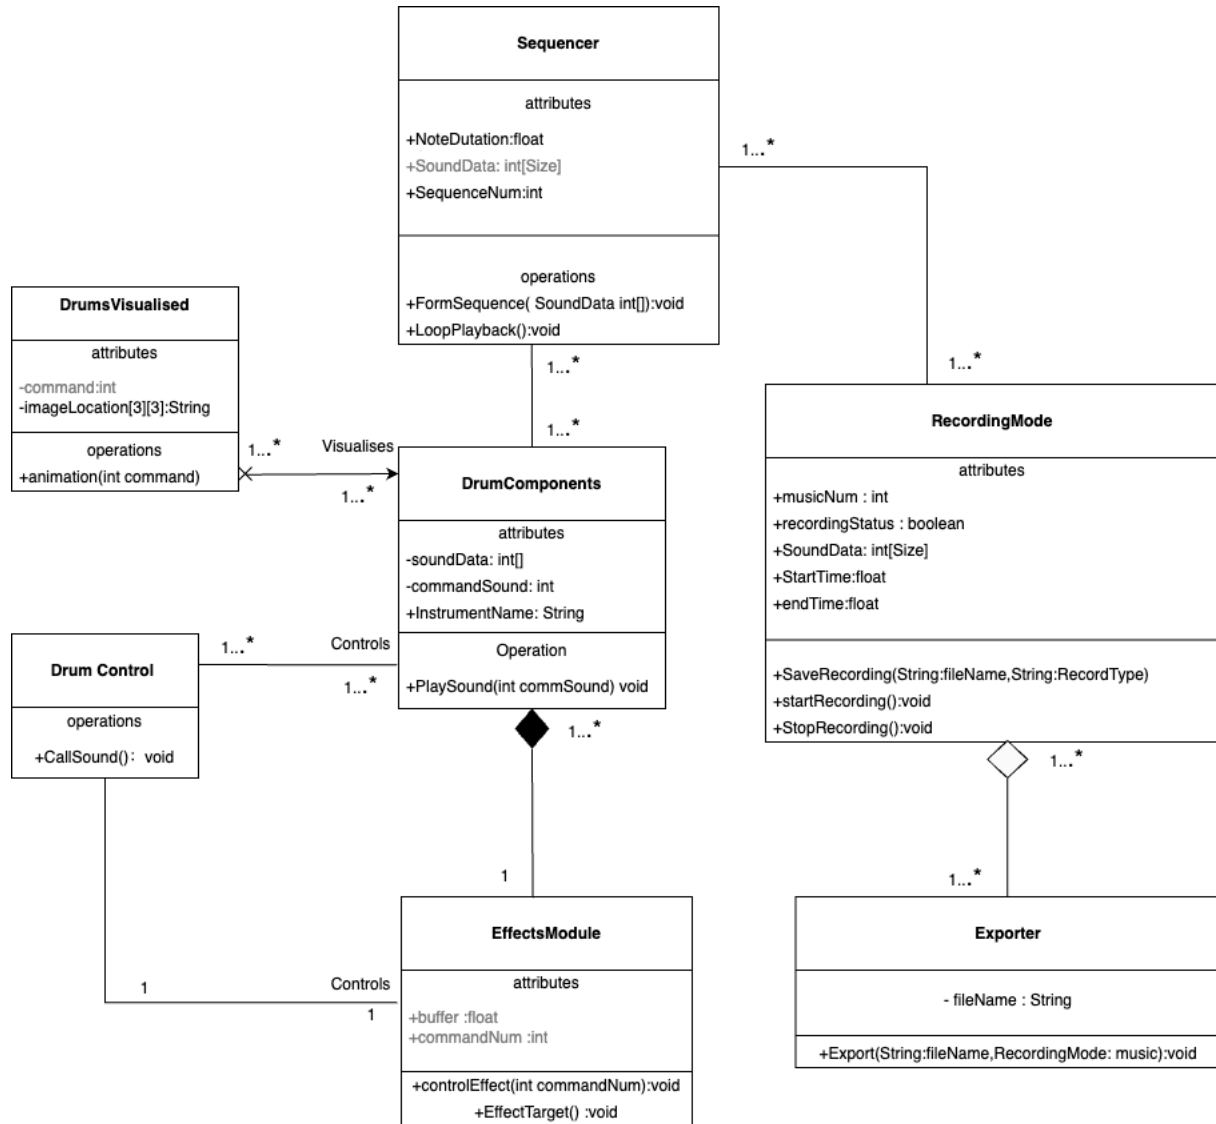 Sequencer
attributes
+NoteDutation:float
+SoundData: int[Size]
+SequenceNum:int
operations
+FormSequence( SoundData int[]):void
+LoopPlayback():void
1...*
1...*
1...*
1...*
DrumsVisualised
attributes
-command:int
-imageLocation[3][3]:String
operations
+animation(int command)
1...*
Visualises
1...*
DrumComponents
attributes
-soundData: int[]
-commandSound: int
+InstrumentName: String
Operation
+PlaySound(int commSound) void
RecordingMode
attributes
+musicNum : int
+recordingStatus : boolean
+SoundData: int[Size]
+StartTime:float
+endTime:float
+SaveRecording(String:fileName,String:RecordType)
+startRecording():void
+StopRecording():void
Drum Control
operations
+CallSound(): void
1...*
Controls
1...*
1...*
1
1...*
1...*
EffectsModule
attributes
+buffer :float
+commandNum :int
+controlEffect(int commandNum):void
+EffectTarget() :void
1
Controls
1
Exporter
- fileName : String
+Export(String:fileName,RecordingMode: music):void